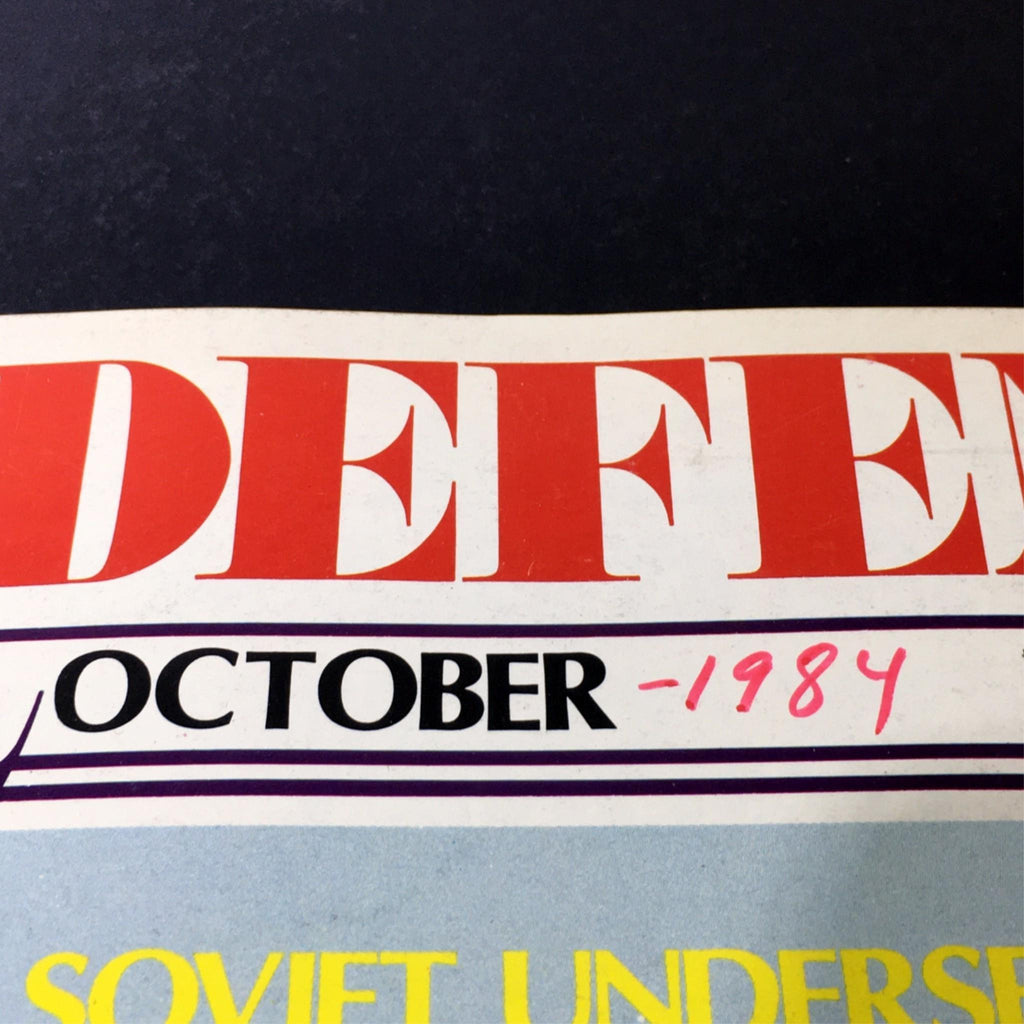 DEFEN
OCTOBER -1984
SOVIET UNDERSE